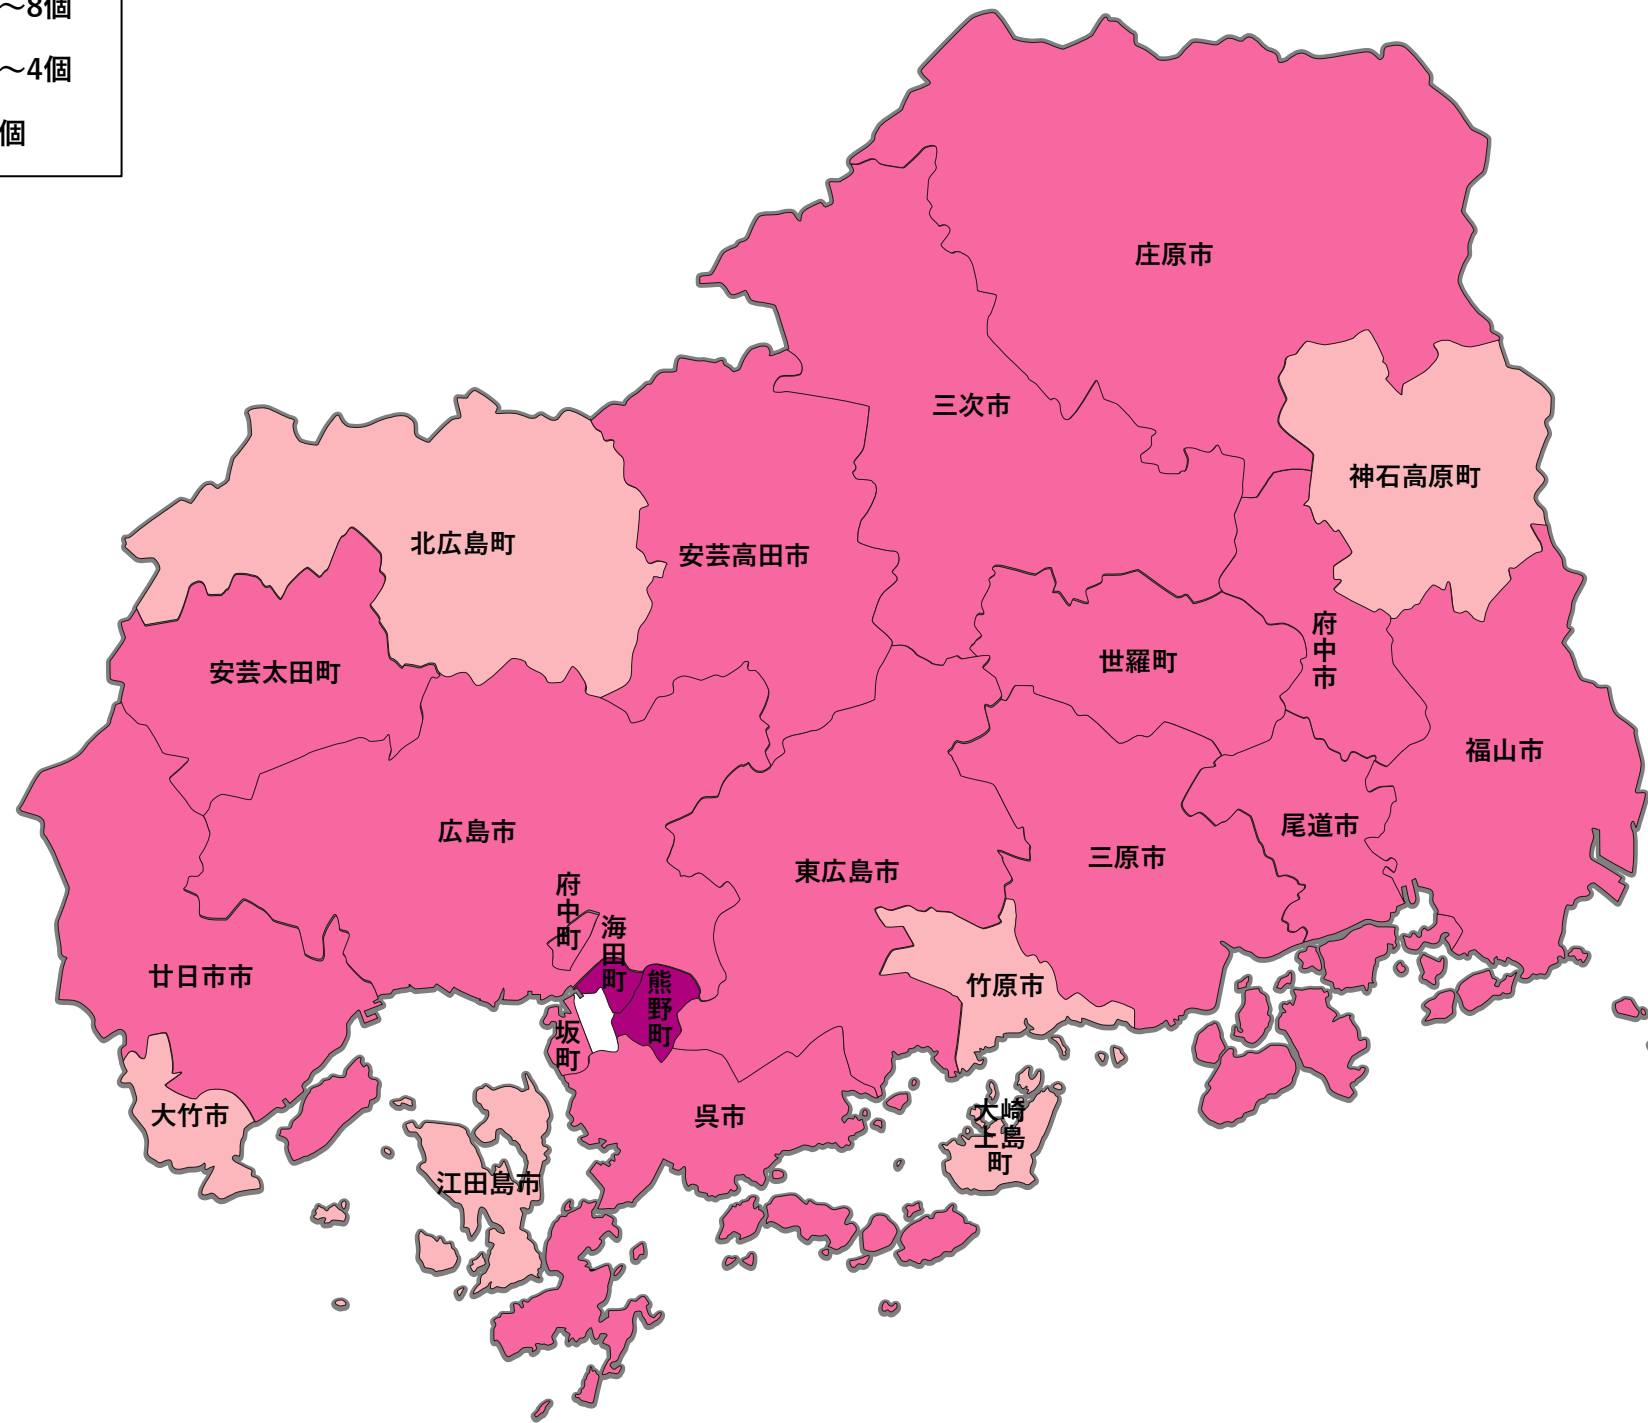 ～8個
～4個
個
庄原市
三次市
神石高原町
北広島町
安芸高田市
府中市
世羅町
安芸太田町
福山市
尾道市
広島市
三原市
東広島市
府中町
海田町
熊野町
廿日市市
竹原市
坂町
大竹市
呉市
大崎
上島
町
江田島市